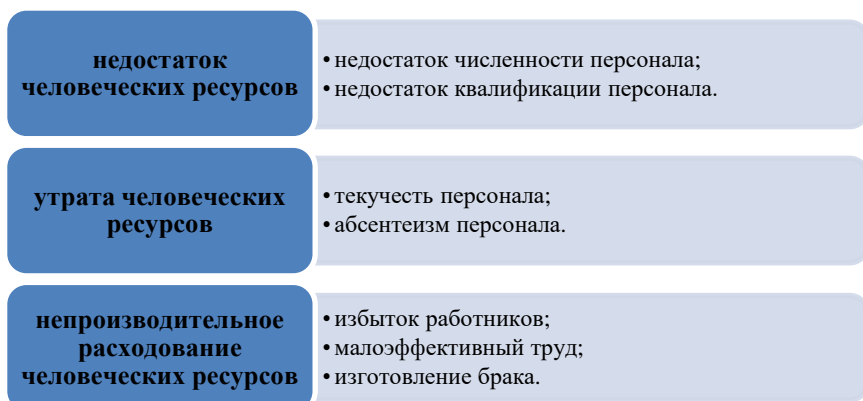 недостаток
человеческих ресурсов
• недостаток численности персонала;
• недостаток квалификации персонала.
утрата человеческих
ресурсов
• текучесть персонала;
• абсентеизм персонала.
непроизводительное
расходование
человеческих ресурсов
• избыток работников;
• малоэффективный труд;
• изготовление брака.